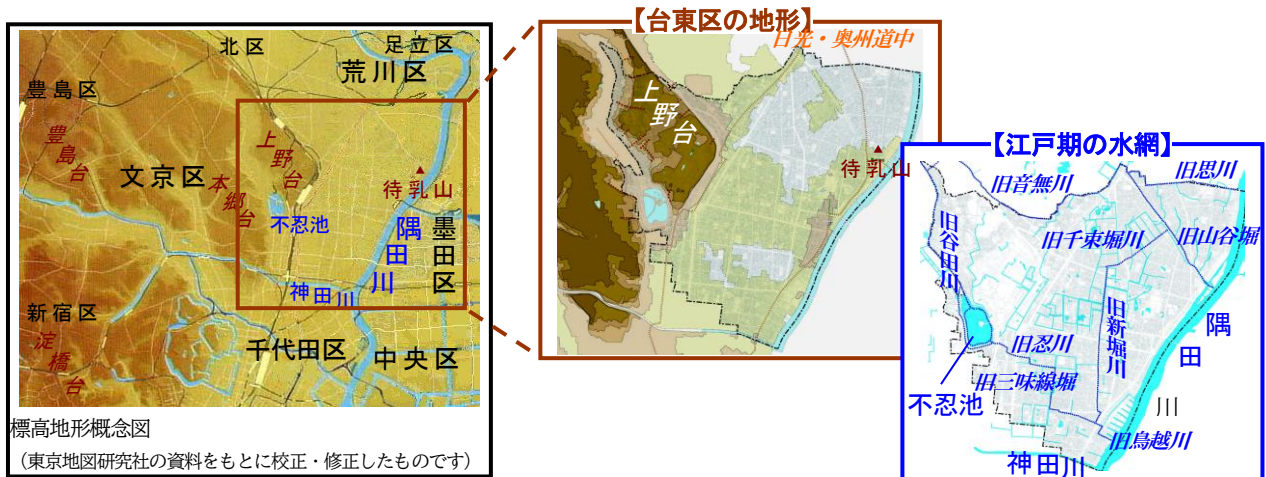 北区
足立区
荒川区
豊島区
豊島台
上野台
文京区
本郷台
待乳山
不忍池
隅田川
墨田区
神田川
新宿区
淀橋台
千代田区
中央区
標高地形概念図
（東京地図研究社の資料をもとに校正・修正したものです）
【台東区の地形】
日光・奥州道中
上野台
待乳山
【江戸期の水網】
旧音無川
旧思川
旧谷田川
旧千束堀川
旧山谷堀
旧新堀川
隅田川
旧忍川
旧三味線堀
不忍池
旧鳥越川
神田川